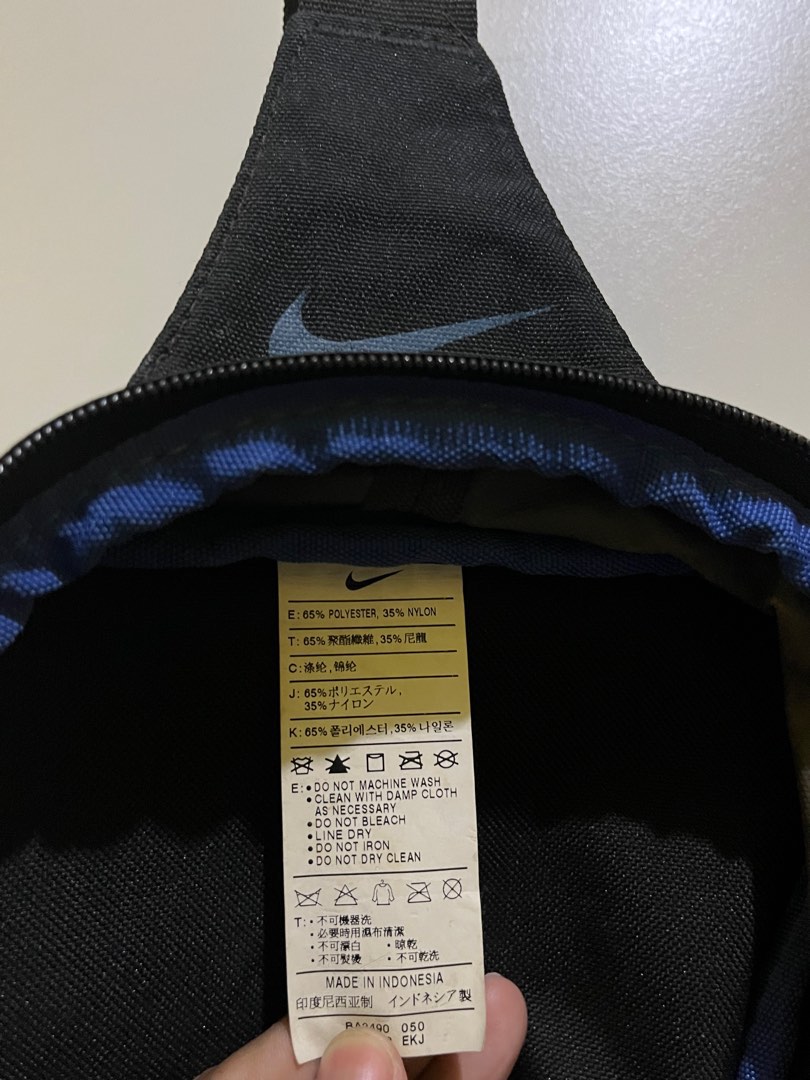 E: 65% POLYESTER, 35% NYLON
T: 65% 聚酯纖維, 35% 尼龍
C: 涤纶, 锦纶
J: 65%ポリエステル,
35%ナイロン
K: 65% 폴리에스터, 35% 나일론
E: • DO NOT MACHINE WASH
• CLEAN WITH DAMP CLOTH
AS NECESSARY
• DO NOT BLEACH
• LINE DRY
• DO NOT IRON
• DO NOT DRY CLEAN
T: • 不可機器洗
• 必要時用濕布清潔
• 不可漂白 • 晾乾
• 不可熨燙 • 不可乾洗
MADE IN INDONESIA
印度尼西亚制 インドネシア製
050
EKJ